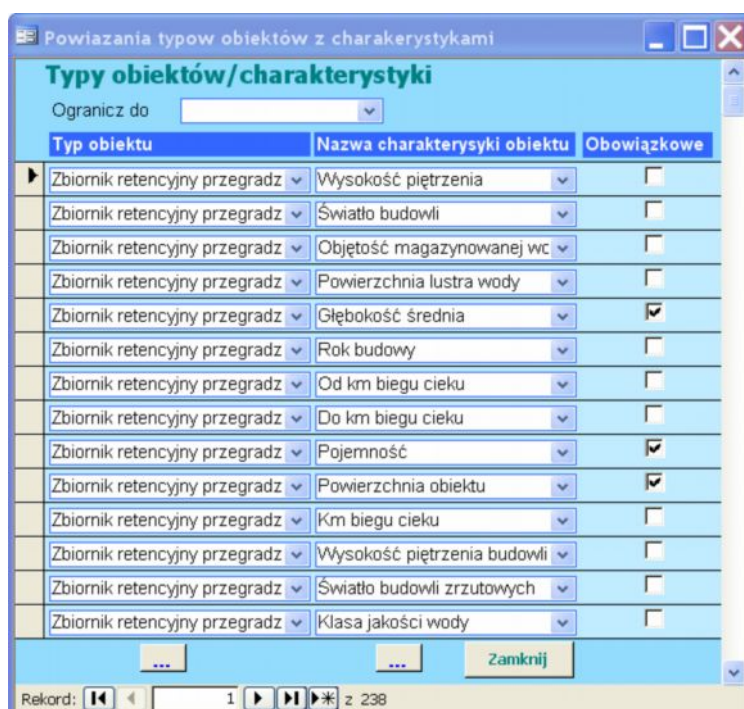 Powiazania typow obiektów z charakerystykami
Typy obiektów/charakterystyki
Ogranicz do
Typ obiektu Nazwa charakterysyki obiektu Obowiązkowe
Zbiornik retencyjny przegradz Wysokość piętrzenia
Zbiornik retencyjny przegradz Światło budowli
Zbiornik retencyjny przegradz Objętość magazynowanej wc
Zbiornik retencyjny przegradz Powierzchnia lustra wody
Zbiornik retencyjny przegradz Głębokość średnia
Zbiornik retencyjny przegradz Rok budowy
Zbiornik retencyjny przegradz Od km biegu cieku
Zbiornik retencyjny przegradz Do km biegu cieku
Zbiornik retencyjny przegradz Pojemność
Zbiornik retencyjny przegradz Powierzchnia obiektu
Zbiornik retencyjny przegradz Km biegu cieku
Zbiornik retencyjny przegradz Wysokość piętrzenia budowli
Zbiornik retencyjny przegradz Światło budowli zrzutowych
Zbiornik retencyjny przegradz Klasa jakości wody
... ... Zamknij
Rekord: 1 z 238